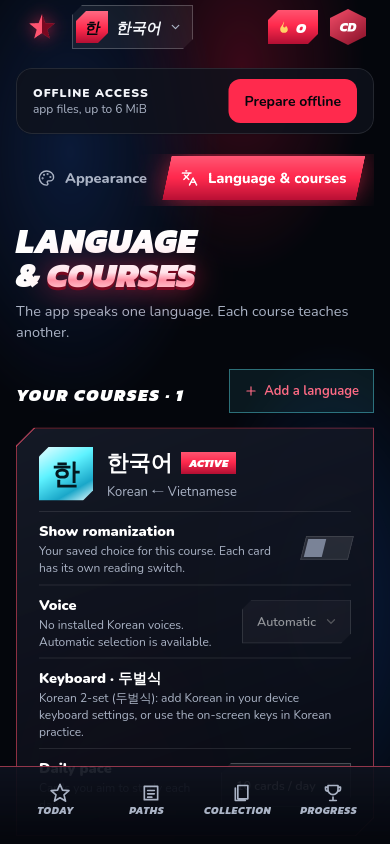 한 한국어 0 CD
OFFLINE ACCESS
app files, up to 6 MiB
Prepare offline
Appearance
Language & courses
LANGUAGE
& COURSES
The app speaks one language. Each course teaches
another.
YOUR COURSES · 1
+ Add a language
한 한국어 ACTIVE
Korean ← Vietnamese
Show romanization
Your saved choice for this course. Each card
has its own reading switch.
Voice
No installed Korean voices.
Automatic selection is available.
Automatic
Keyboard · 두벌식
Korean 2-set (두벌식): add Korean in your device
keyboard settings, or use the on-screen keys in Korean
practice.
Daily pace
cards / day
TODAY
PATHS
COLLECTION
PROGRESS